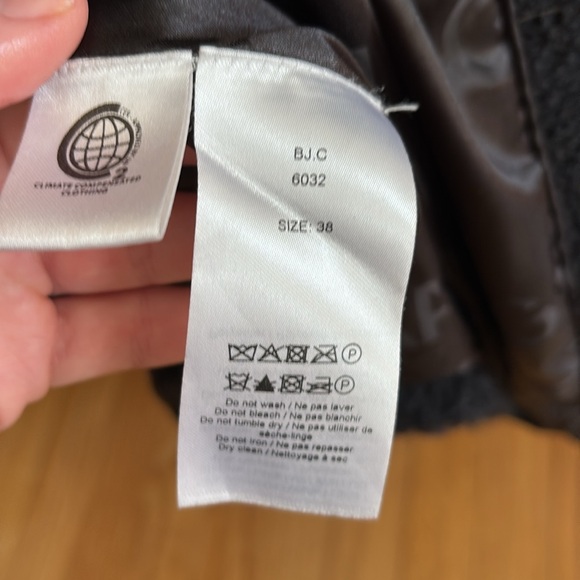 2
CLIMATE COMPENSATED
CLOTHING
BJ.C
6032
SIZE: 38
P
P
Do not wash / Ne pas laver
Do not bleach / Ne pas blanchir
Do not tumble dry / Ne pas utiliser de
sèche-linge
Do not iron / Ne pas repasser
Dry clean / Nettoyage à sec